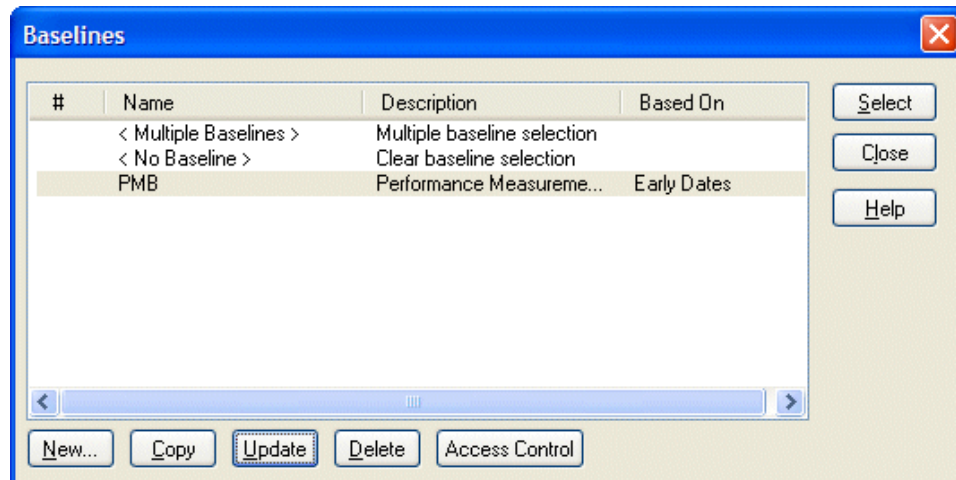 Baselines
# Name Description Based On
< Multiple Baselines > Multiple baseline selection
< No Baseline > Clear baseline selection
PMB Performance Measureme... Early Dates
Select
Close
Help
New... Copy Update Delete Access Control